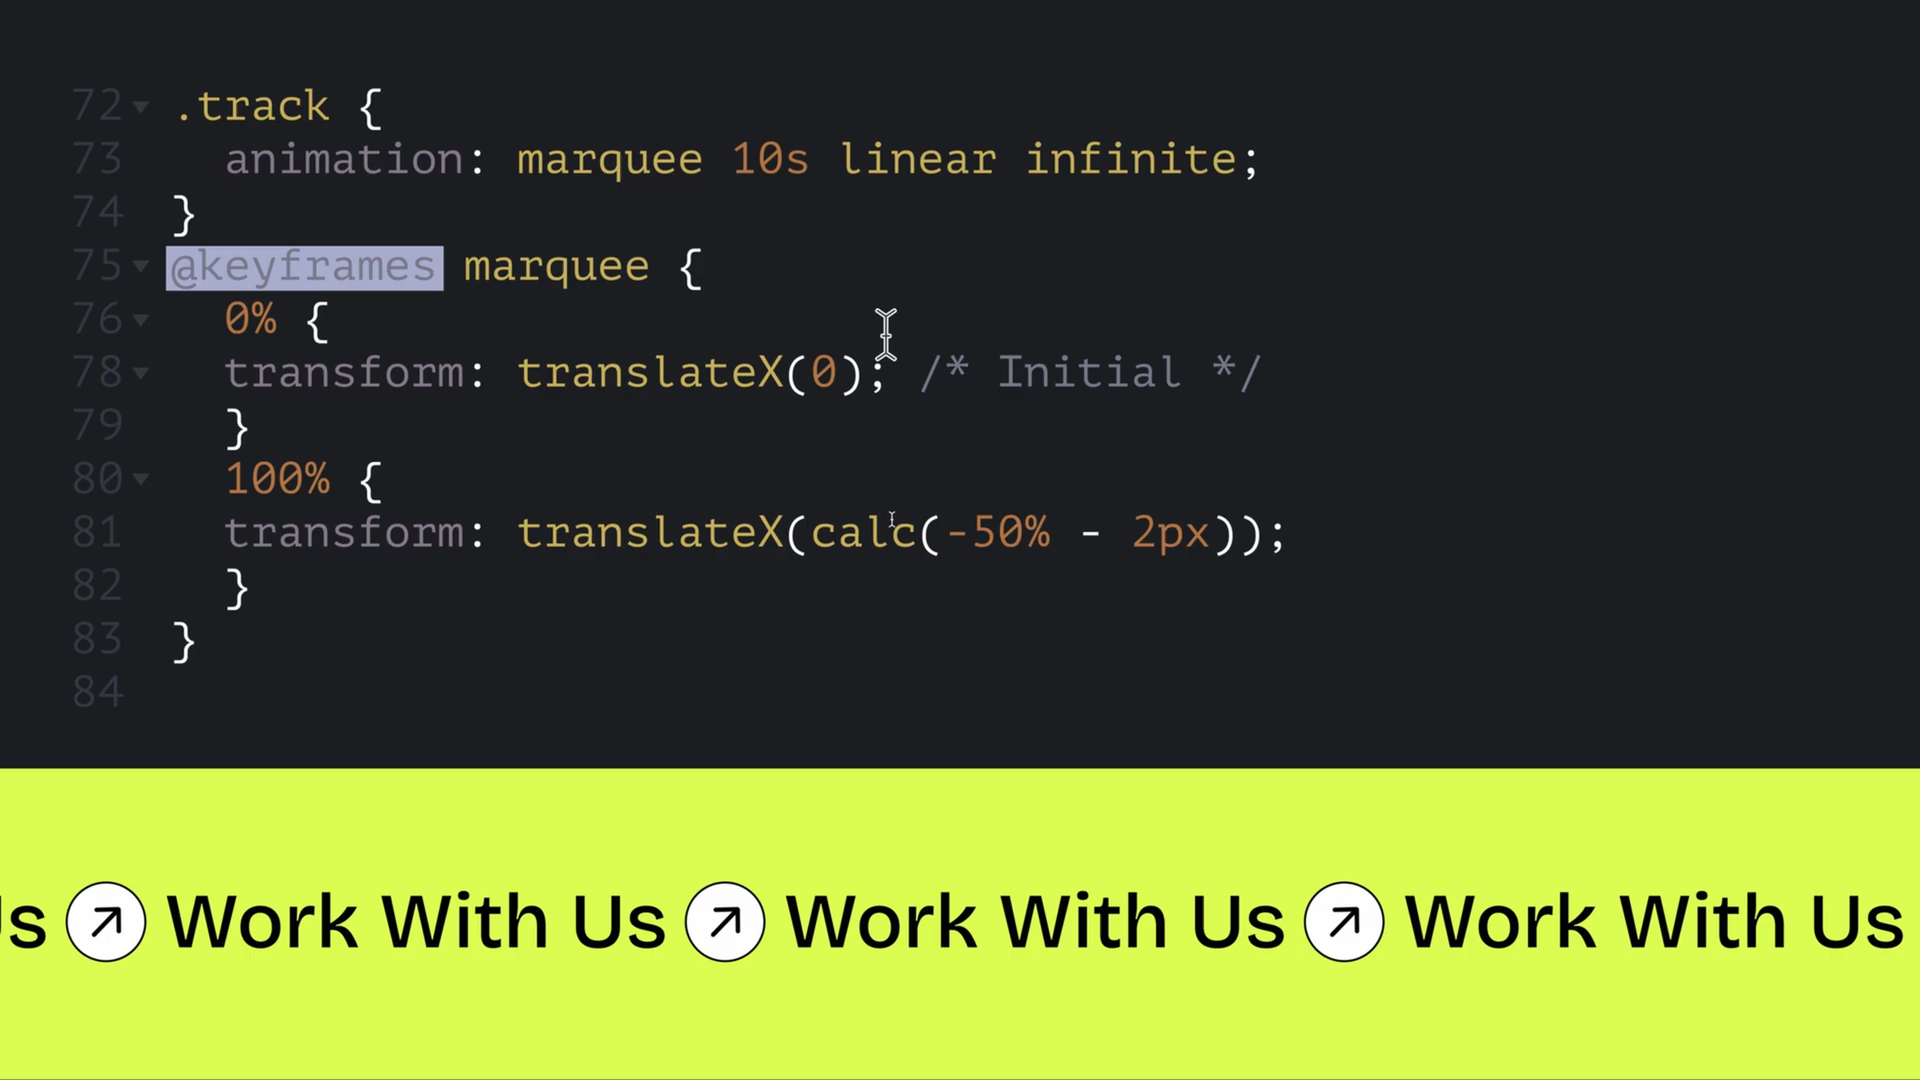 72 .track {
73 animation: marquee 10s linear infinite;
74 }
75 @keyframes marquee {
76 0% {
78 transform: translateX(0); /* Initial */
79 }
80 100% {
81 transform: translateX(calc(-50% - 2px));
82 }
83 }
84
Us Work With Us Work With Us Work With Us